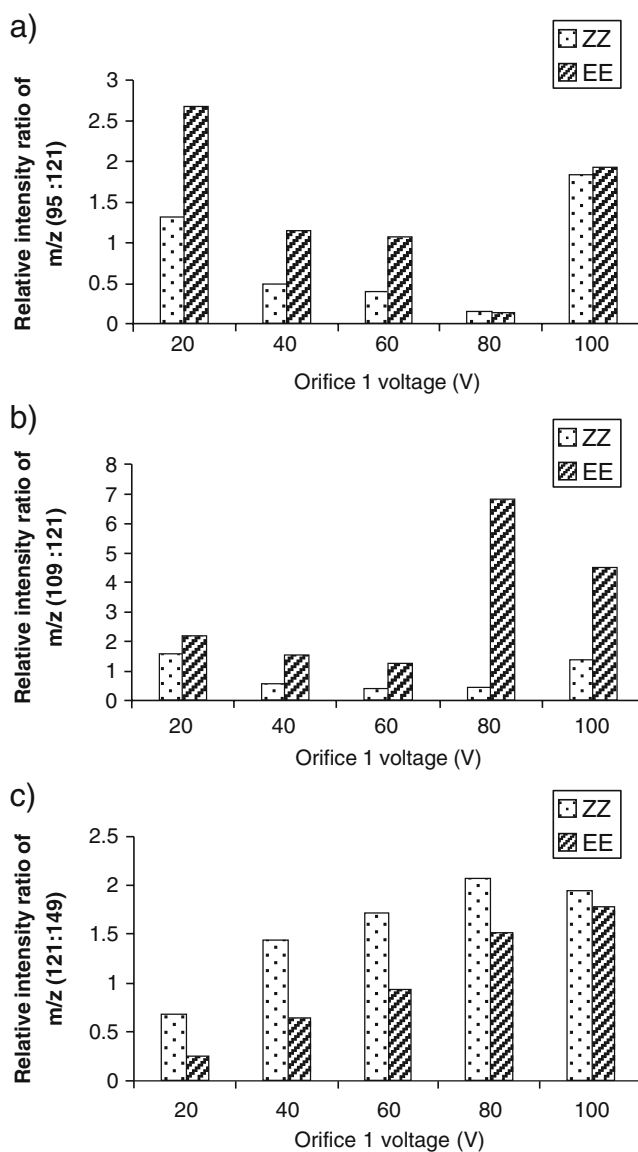 a)
ZZ
EE
Relative intensity ratio of
m/z (95 :121)
3
2.5
2
1.5
1
0.5
0
20 40 60 80 100
Orifice 1 voltage (V)
b)
ZZ
EE
Relative intensity ratio of
m/z (109 :121)
8
7
6
5
4
3
2
1
0
20 40 60 80 100
Orifice 1 voltage (V)
c)
ZZ
EE
Relative intensity ratio of
m/z (121:149)
2.5
2
1.5
1
0.5
0
20 40 60 80 100
Orifice 1 voltage (V)